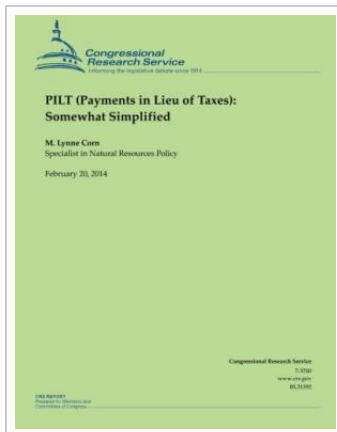 Congressional
Research Service
Informing the legislative debate since 1914
PILT (Payments in Lieu of Taxes):
Somewhat Simplified
M. Lynne Corn
Specialist in Natural Resources Policy
February 20, 2014
Congressional Research Service
7-5700
www.crs.gov
RL31392
CRS REPORT
Prepared for Members and
Committees of Congress